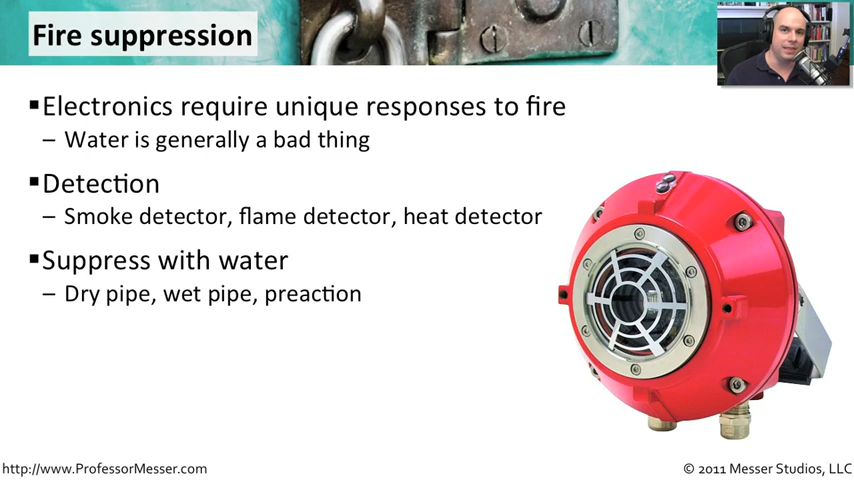 Fire suppression
▪Electronics require unique responses to fire
– Water is generally a bad thing
▪Detection
– Smoke detector, flame detector, heat detector
▪Suppress with water
– Dry pipe, wet pipe, preaction
http://www.ProfessorMesser.com
© 2011 Messer Studios, LLC